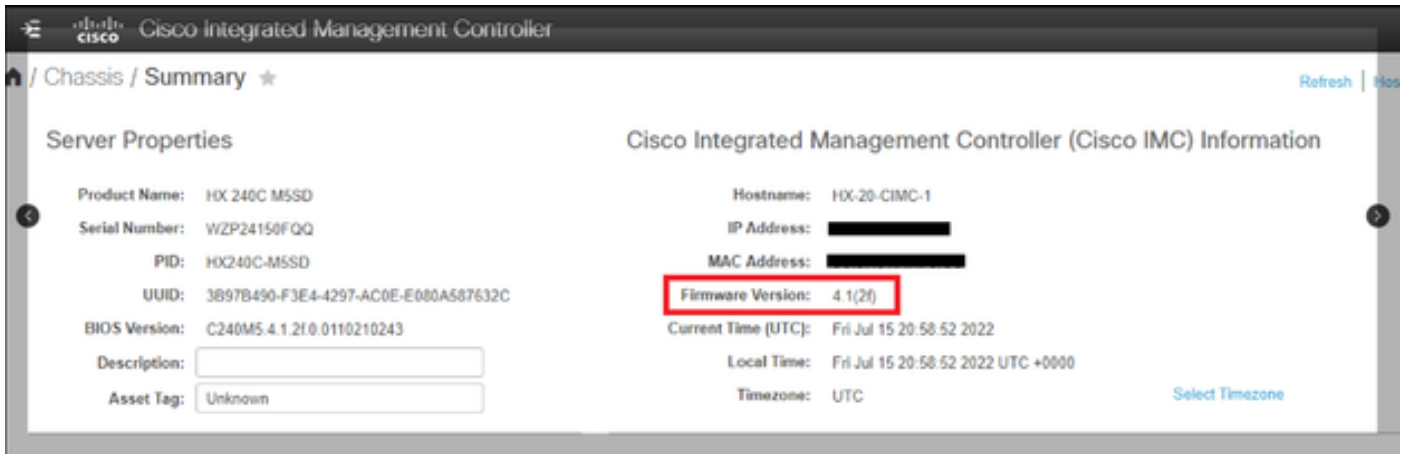 cisco Cisco Integrated Management Controller
/ Chassis / Summary ★
Refresh | Hos
Server Properties
Product Name: HX 240C M5SD
Serial Number: WZP24150FQQ
PID: HX240C-M5SD
UUID: 3B97B490-F3E4-4297-AC0E-E080A587632C
BIOS Version: C240M5.4.1.2f.0.0110210243
Description:
Asset Tag: Unknown
Cisco Integrated Management Controller (Cisco IMC) Information
Hostname: HX-20-CIMC-1
IP Address:
MAC Address:
Firmware Version: 4.1(2f)
Current Time (UTC): Fri Jul 15 20:58:52 2022
Local Time: Fri Jul 15 20:58:52 2022 UTC +0000
Timezone: UTC
Select Timezone